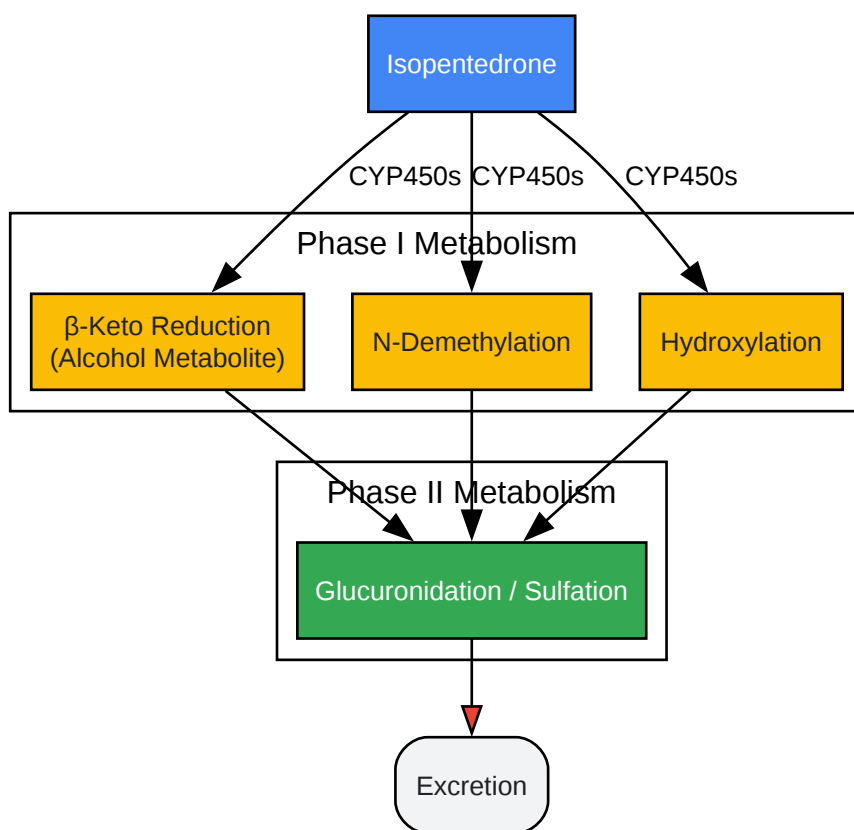 Isopentedrone
CYP450s CYP450s CYP450s
Phase I Metabolism
β-Keto Reduction
(Alcohol Metabolite)
N-Demethylation
Hydroxylation
Phase II Metabolism
Glucuronidation / Sulfation
Excretion